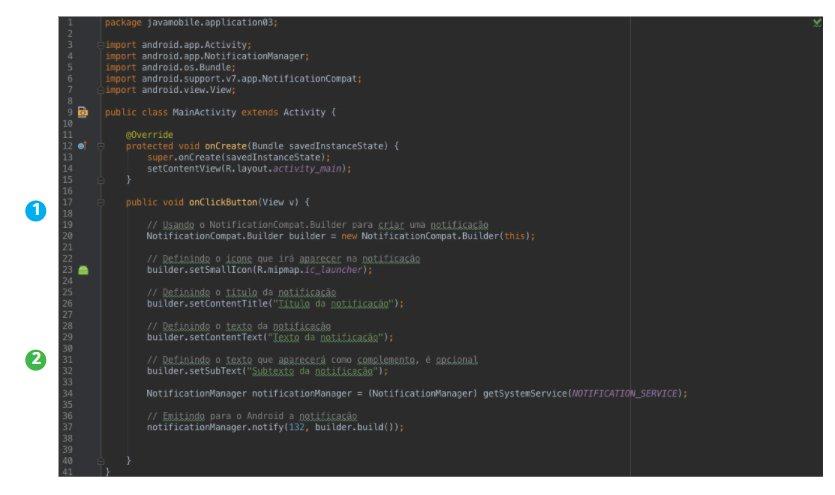 1 package javamobile.application03;
2
3 import android.app.Activity;
4 import android.app.NotificationManager;
5 import android.os.Bundle;
6 import android.support.v7.app.NotificationCompat;
7 import android.view.View;
8
9 public class MainActivity extends Activity {
10
11 @Override
12 protected void onCreate(Bundle savedInstanceState) {
13 super.onCreate(savedInstanceState);
14 setContentView(R.layout.activity_main);
15 }
16
17 public void onClickButton(View v) {
1
18
19 // Usando o NotificationCompat.Builder para criar uma notificação
20 NotificationCompat.Builder builder = new NotificationCompat.Builder(this);
21
22 // Definindo o ícone que irá aparecer na notificação
23 builder.setSmallIcon(R.mipmap.ic_launcher);
24
25 // Definindo o título da notificação
26 builder.setContentTitle("Título da notificação");
27
28 // Definindo o texto da notificação
29 builder.setContentText("Texto da notificação");
30
2
31 // Definindo o texto que aparecerá como complemento, é opcional
32 builder.setSubText("Subtexto da notificação");
33
34 NotificationManager notificationManager = (NotificationManager) getSystemService(NOTIFICATION_SERVICE);
35
36 // Emitindo para o Android a notificação
37 notificationManager.notify(132, builder.build());
38
39
40 }
41 }